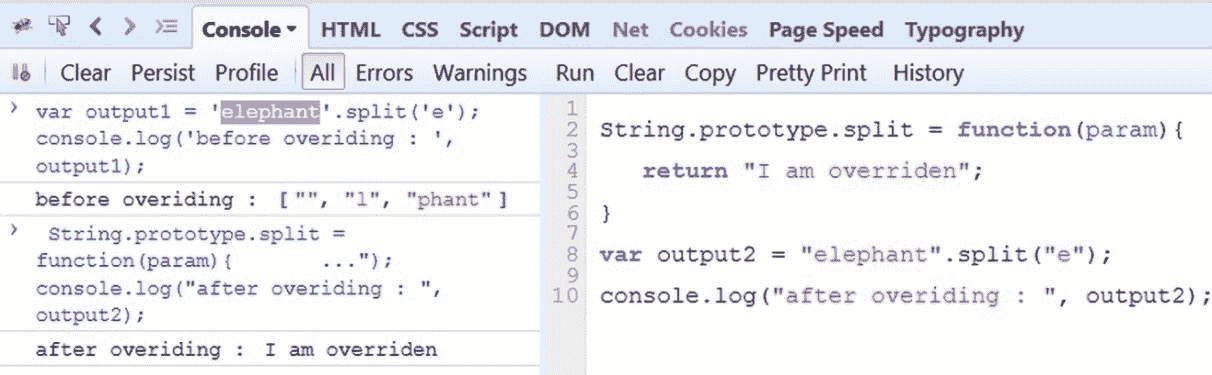 Console HTML CSS Script DOM Net Cookies Page Speed Typography
Clear Persist Profile All Errors Warnings Run Clear Copy Pretty Print History
> var output1 = 'elephant'.split('e');
console.log('before overiding : ',
output1);
before overiding : ["", "l", "phant"]
> String.prototype.split =
function(param){ ...");
console.log("after overiding : ",
output2);
after overiding : I am overriden
1
2 String.prototype.split = function(param){
3
4 return "I am overriden";
5
6 }
7
8 var output2 = "elephant".split("e");
9
10 console.log("after overiding : ", output2);